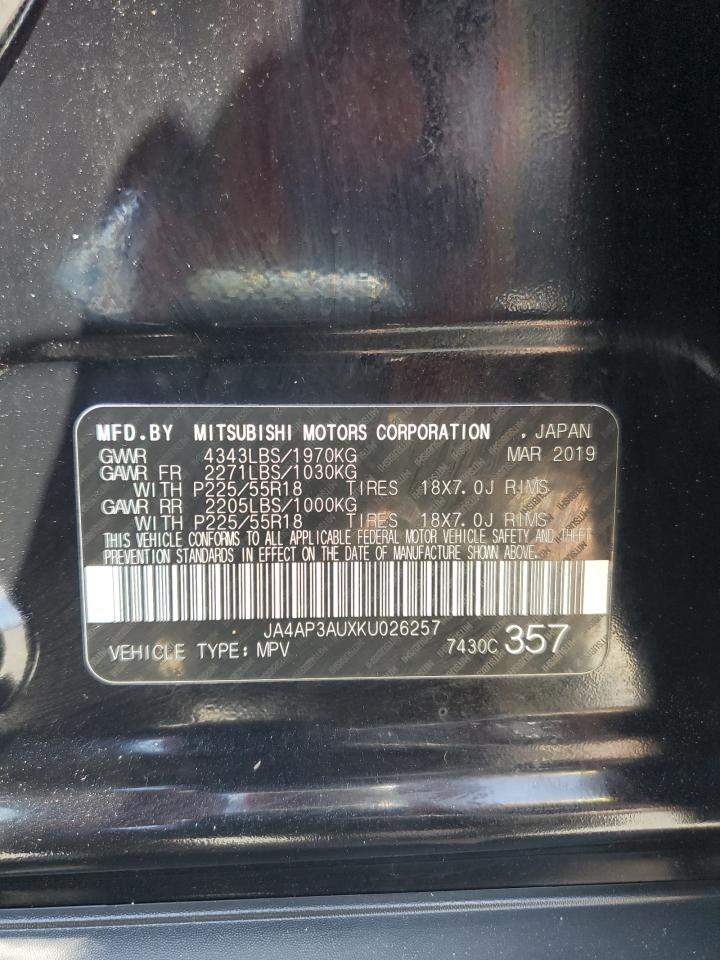 MFD.BY MITSUBISHI MOTORS CORPORATION , JAPAN
GVWR 4343LBS/1970KG MAR 2019
GAWR FR 2271LBS/1030KG
WITH P225/55R18 TIRES 18X7.0J RIMS
GAWR RR 2205LBS/1000KG
WITH P225/55R18 TIRES 18X7.0J RIMS
THIS VEHICLE CONFORMS TO ALL APPLICABLE FEDERAL MOTOR VEHICLE SAFETY AND THEFT
PREVENTION STANDARDS IN EFFECT ON THE DATE OF MANUFACTURE SHOWN ABOVE.
JA4AP3AUXKU026257
VEHICLE TYPE:MPV 7430C 357